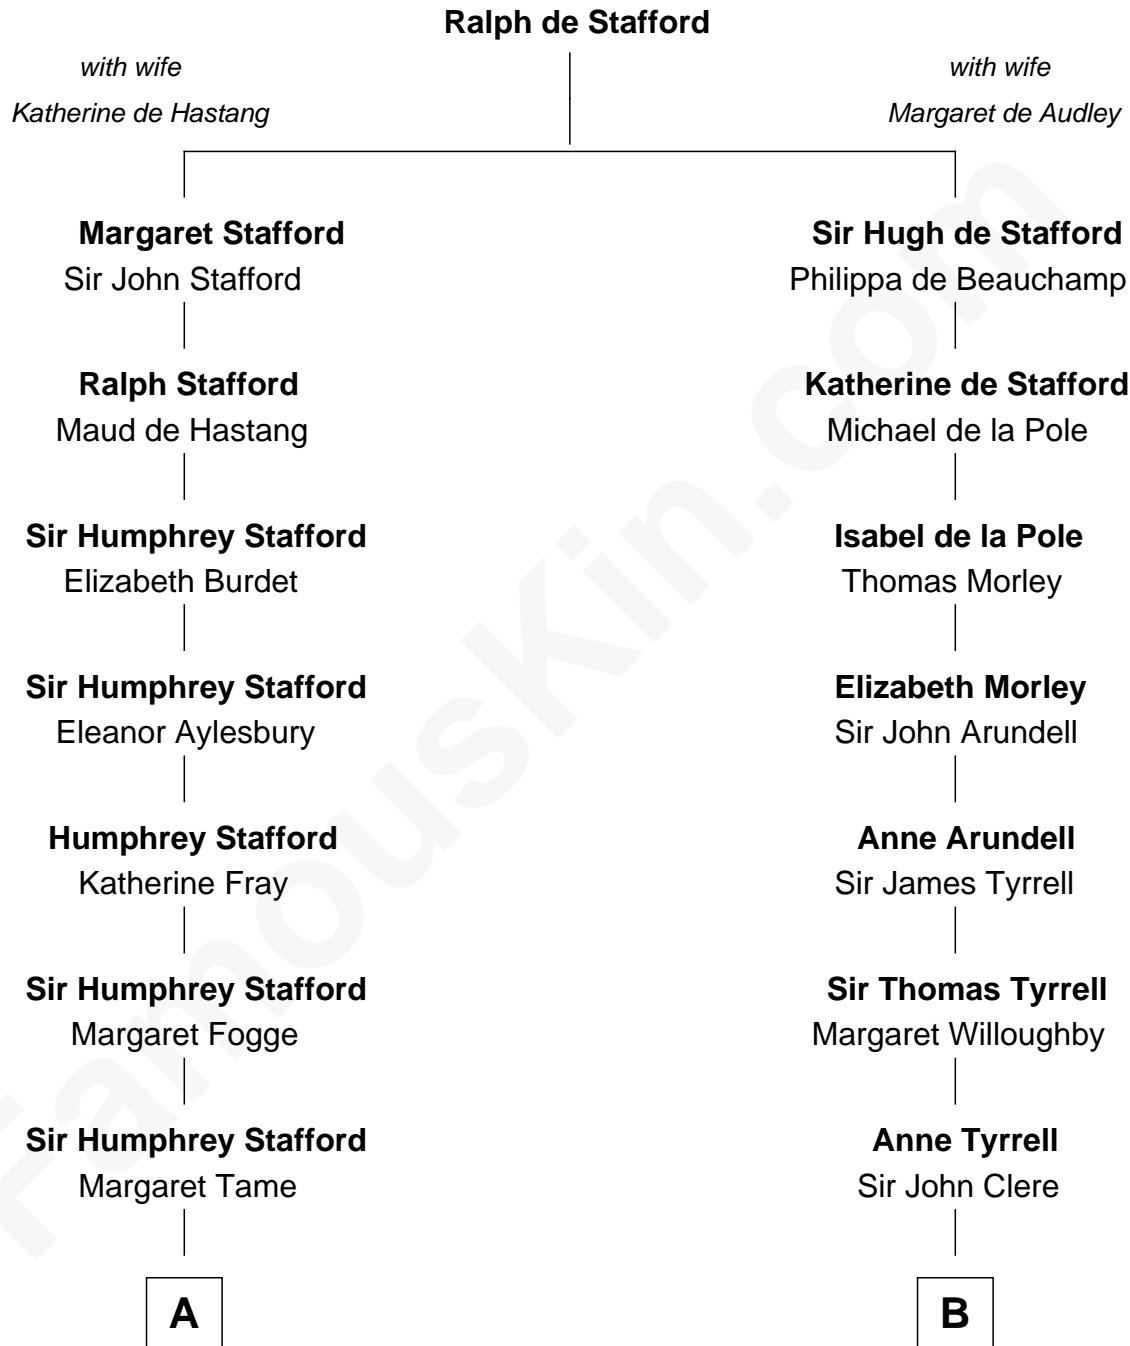 Ralph de Stafford
with wife
Katherine de Hastang
with wife
Margaret de Audley
Margaret Stafford
Sir John Stafford
Sir Hugh de Stafford
Philippa de Beauchamp
Ralph Stafford
Maud de Hastang
Katherine de Stafford
Michael de la Pole
Sir Humphrey Stafford
Elizabeth Burdet
Isabel de la Pole
Thomas Morley
Sir Humphrey Stafford
Eleanor Aylesbury
Elizabeth Morley
Sir John Arundell
Humphrey Stafford
Katherine Fray
Anne Arundell
Sir James Tyrrell
Sir Humphrey Stafford
Margaret Fogge
Sir Thomas Tyrrell
Margaret Willoughby
Sir Humphrey Stafford
Margaret Tame
Anne Tyrrell
Sir John Clere
A
B
FamousKin.com